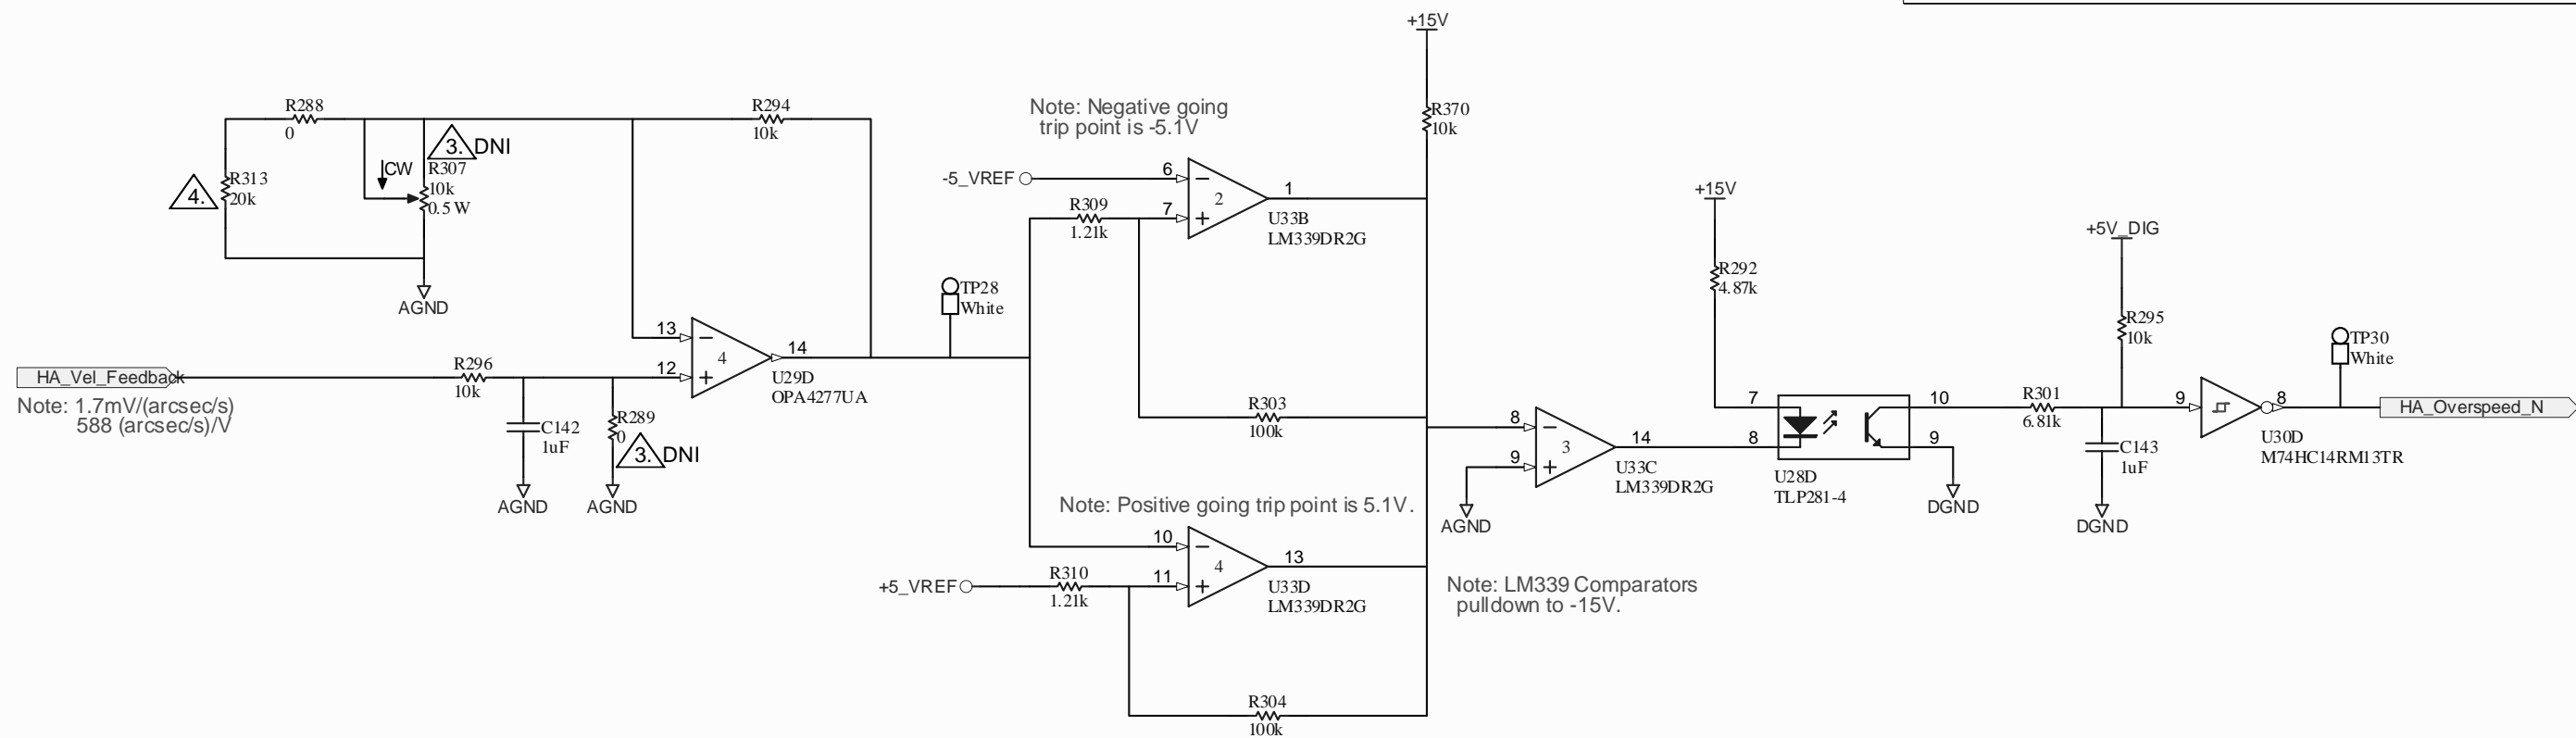 +15V
R288
0
R294
10k
3. DNI
CW
R307
10k
0.5 W
4.
R313
20k
AGND
Note: Negative going
trip point is -5.1V
R370
10k
-5_VREF
6
7
2
1
U33B
LM339DR2G
R309
1.21k
+15V
R292
4.87k
+5V_DIG
R295
10k
TP28
White
13
12
4
14
U29D
OPA4277UA
HA_Vel_Feedback
Note: 1.7mV/(arcsec/s)
588 (arcsec/s)/V
R296
10k
C142
1uF
AGND
R289
0
3. DNI
AGND
R303
100k
8
9
3
14
U33C
LM339DR2G
AGND
7
8
10
9
U28D
TLP281-4
DGND
R301
6.81k
C143
1uF
DGND
9
8
U30D
M74HC14RM13TR
TP30
White
HA_Overspeed_N
Note: Positive going trip point is 5.1V.
10
11
4
13
U33D
LM339DR2G
+5_VREF
R310
1.21k
Note: LM339 Comparators
pulldown to -15V.
R304
100k